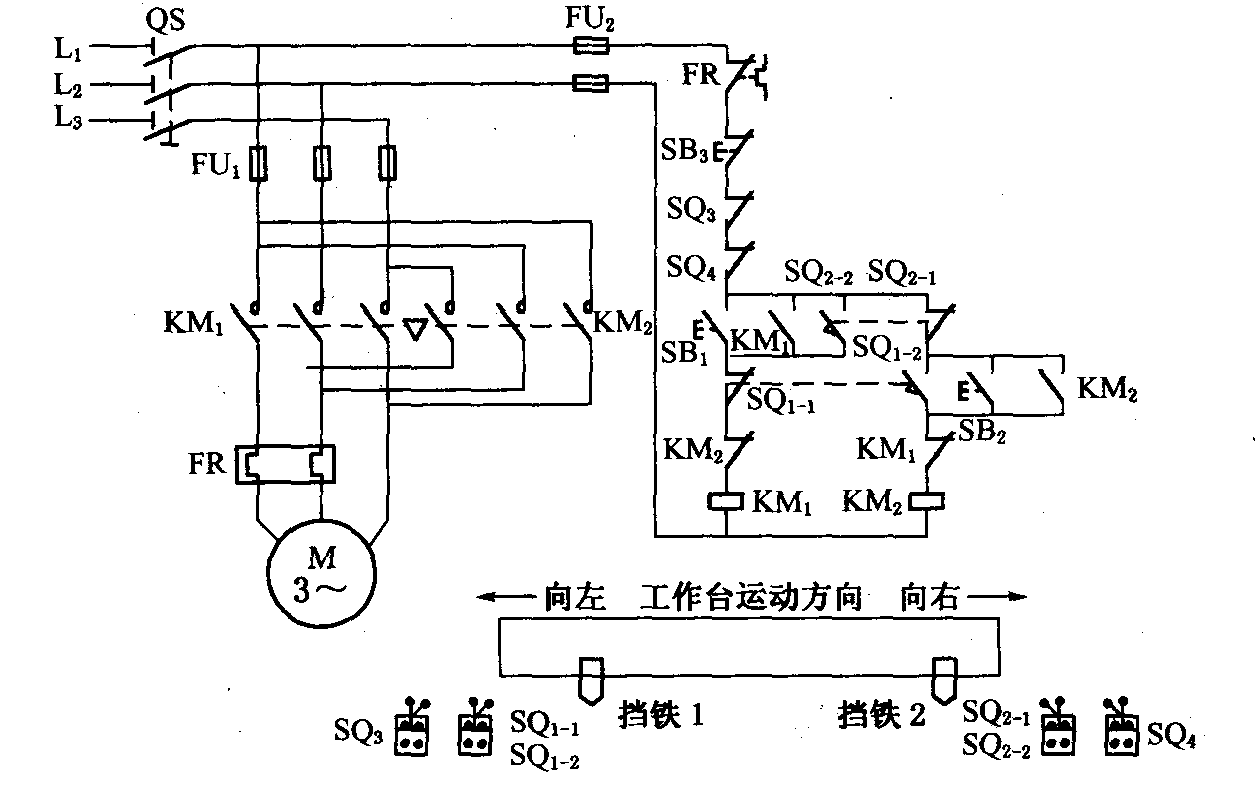 QS
FU₂
L₁
L₂
L₃
FR
FU₁
SB₃
SQ₃
SQ₄
SQ₂₋₂ SQ₂₋₁
KM₁
KM₂
SB₁
KM₁
SQ₁₋₂
SQ₁₋₁
KM₂
SB₂
FR
KM₂
KM₁
KM₁
KM₂
M
3～
向左 工作台运动方向 向右
挡铁1
挡铁2
SQ₃
SQ₁₋₁
SQ₁₋₂
SQ₂₋₁
SQ₂₋₂
SQ₄